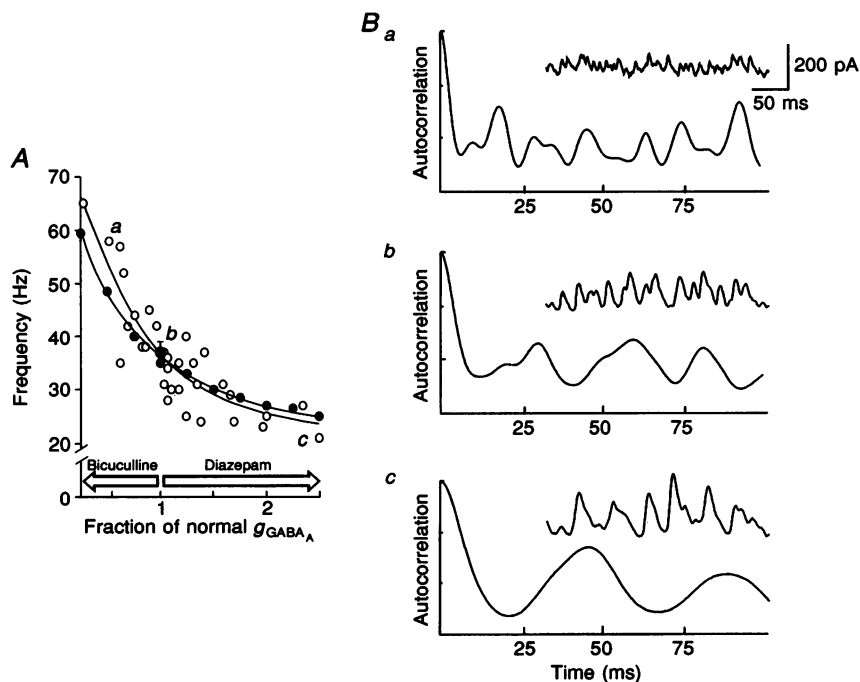 A
Frequency (Hz)
70
60
50
40
30
20
0
a
b
c
Bicuculline
Diazepam
1
2
Fraction of normal gGABAA
B
a
Autocorrelation
200 pA
50 ms
25
50
75
b
Autocorrelation
25
50
75
c
Autocorrelation
25
50
75
Time (ms)